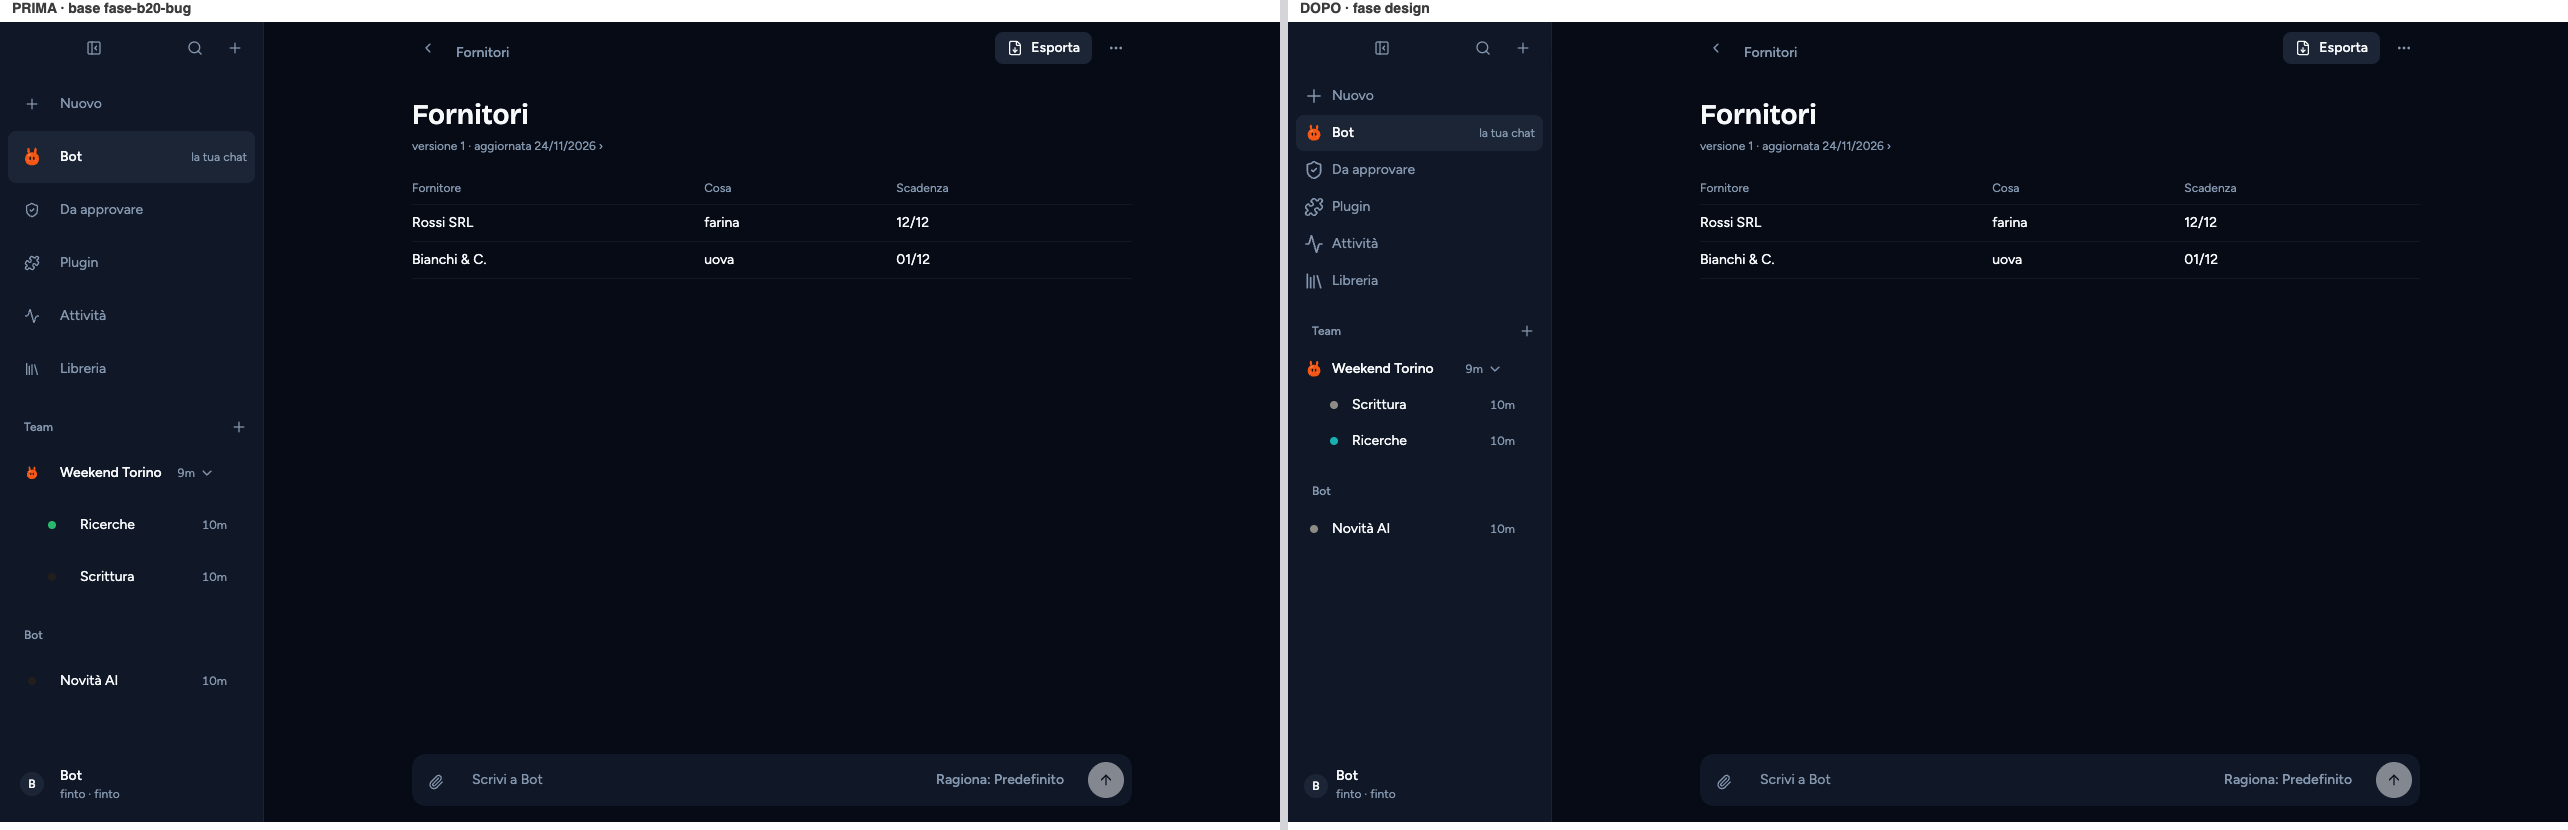 PRIMA · base fase-b20-bug
Fornitori
Esporta
Nuovo
Bot la tua chat
Da approvare
Plugin
Attività
Libreria
Team
Weekend Torino 9m
Ricerche 10m
Scrittura 10m
Bot
Novità AI 10m
B
Bot
finto · finto
Fornitori
versione 1 · aggiornata 24/11/2026 ›
Fornitore Cosa Scadenza
Rossi SRL farina 12/12
Bianchi & C. uova 01/12
Scrivi a Bot Ragiona: Predefinito
DOPO · fase design
Fornitori
Esporta
Nuovo
Bot la tua chat
Da approvare
Plugin
Attività
Libreria
Team
Weekend Torino 9m
Scrittura 10m
Ricerche 10m
Bot
Novità AI 10m
B
Bot
finto · finto
Fornitori
versione 1 · aggiornata 24/11/2026 ›
Fornitore Cosa Scadenza
Rossi SRL farina 12/12
Bianchi & C. uova 01/12
Scrivi a Bot Ragiona: Predefinito